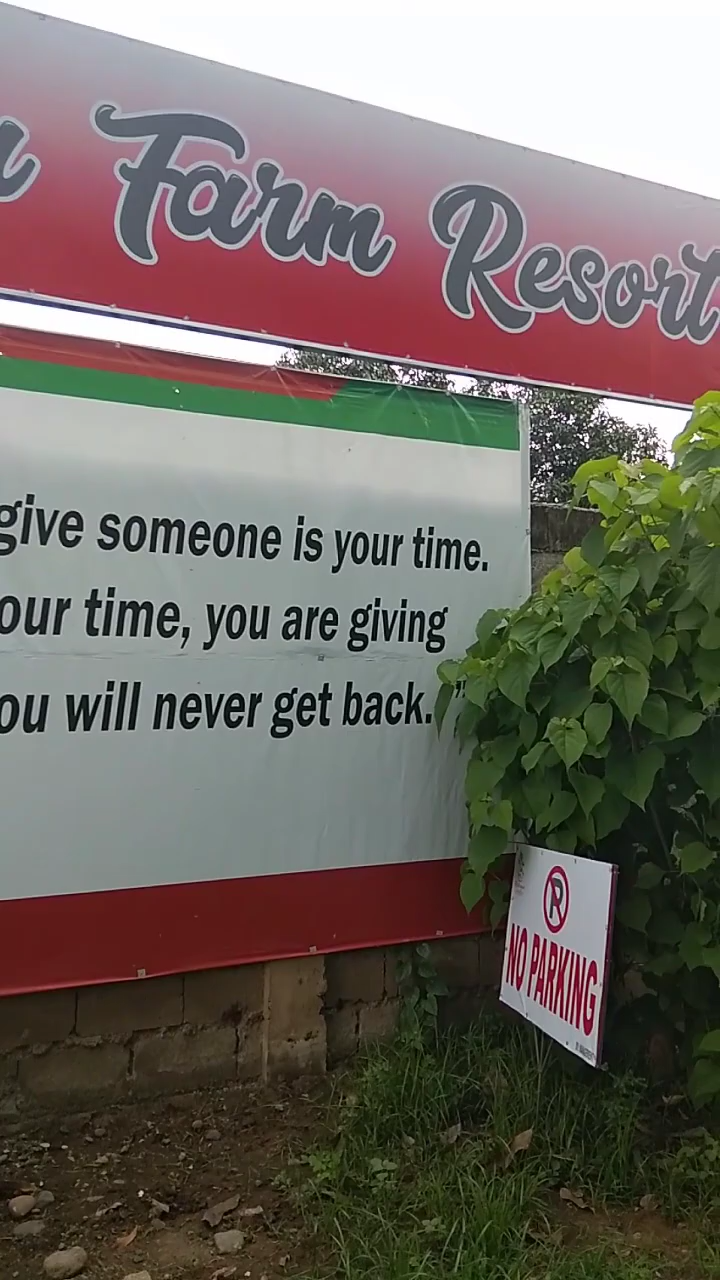 Farm Resort
give someone is your time.
our time, you are giving
ou will never get back.”
NO PARKING